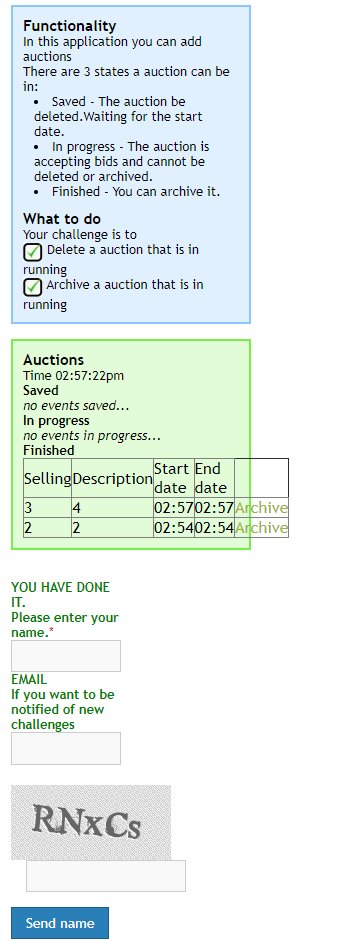 Functionality
In this application you can add
auctions
There are 3 states a auction can be
in:
• Saved - The auction be
deleted.Waiting for the start
date.
• In progress - The auction is
accepting bids and cannot be
deleted or archived.
• Finished - You can archive it.
What to do
Your challenge is to
Delete a auction that is in
running
Archive a auction that is in
running
Auctions
Time 02:57:22pm
Saved
no events saved...
In progress
no events in progress...
Finished
Selling Description Start date End date
3 4 02:57 02:57 Archive
2 2 02:54 02:54 Archive
YOU HAVE DONE
IT.
Please enter your
name.*
EMAIL
If you want to be
notified of new
challenges
RNxCs
Send name